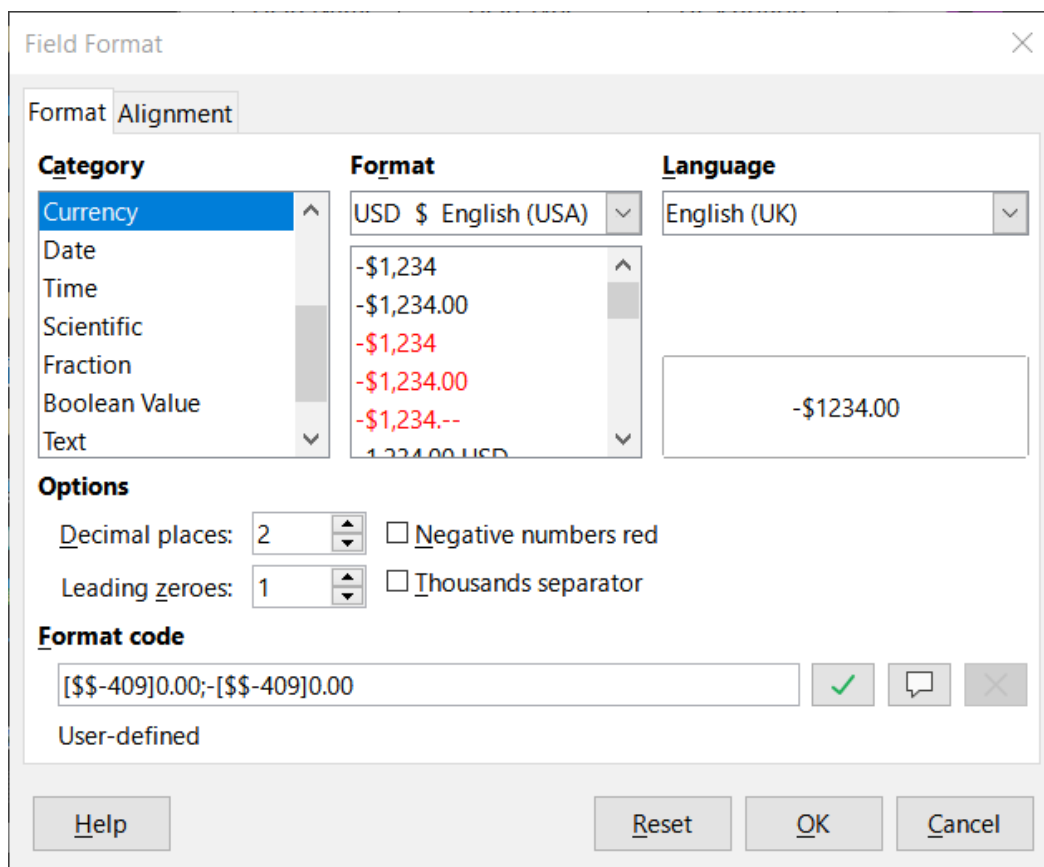 Field Format
Format Alignment
Category Format Language
Currency USD $ English (USA) English (UK)
Date
Time
Scientific
Fraction
Boolean Value
Text
-$1,234
-$1,234.00
-$1,234
-$1,234.00
-$1,234.--
-$1234.00
Options
Decimal places: 2 Negative numbers red
Leading zeroes: 1 Thousands separator
Format code
[$$-409]0.00;-[$$-409]0.00
User-defined
Help Reset OK Cancel